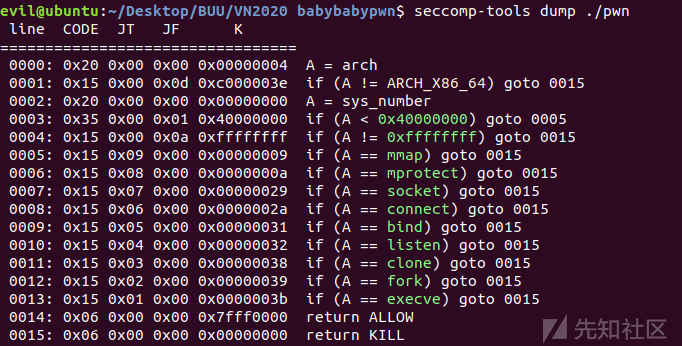 evil@ubuntu:~/Desktop/BUU/VN2020 babybabypwn$ seccomp-tools dump ./pwn
 line  CODE  JT   JF      K
=================================
 0000: 0x20 0x00 0x00 0x00000004  A = arch
 0001: 0x15 0x00 0x0d 0xc000003e  if (A != ARCH_X86_64) goto 0015
 0002: 0x20 0x00 0x00 0x00000000  A = sys_number
 0003: 0x35 0x00 0x01 0x40000000  if (A < 0x40000000) goto 0005
 0004: 0x15 0x00 0x0a 0xffffffff  if (A != 0xffffffff) goto 0015
 0005: 0x15 0x09 0x00 0x00000009  if (A == mmap) goto 0015
 0006: 0x15 0x08 0x00 0x0000000a  if (A == mprotect) goto 0015
 0007: 0x15 0x07 0x00 0x00000029  if (A == socket) goto 0015
 0008: 0x15 0x06 0x00 0x0000002a  if (A == connect) goto 0015
 0009: 0x15 0x05 0x00 0x00000031  if (A == bind) goto 0015
 0010: 0x15 0x04 0x00 0x00000032  if (A == listen) goto 0015
 0011: 0x15 0x03 0x00 0x00000038  if (A == clone) goto 0015
 0012: 0x15 0x02 0x00 0x00000039  if (A == fork) goto 0015
 0013: 0x15 0x01 0x00 0x0000003b  if (A == execve) goto 0015
 0014: 0x06 0x00 0x00 0x7fff0000  return ALLOW
 0015: 0x06 0x00 0x00 0x00000000  return KILL
先知社区